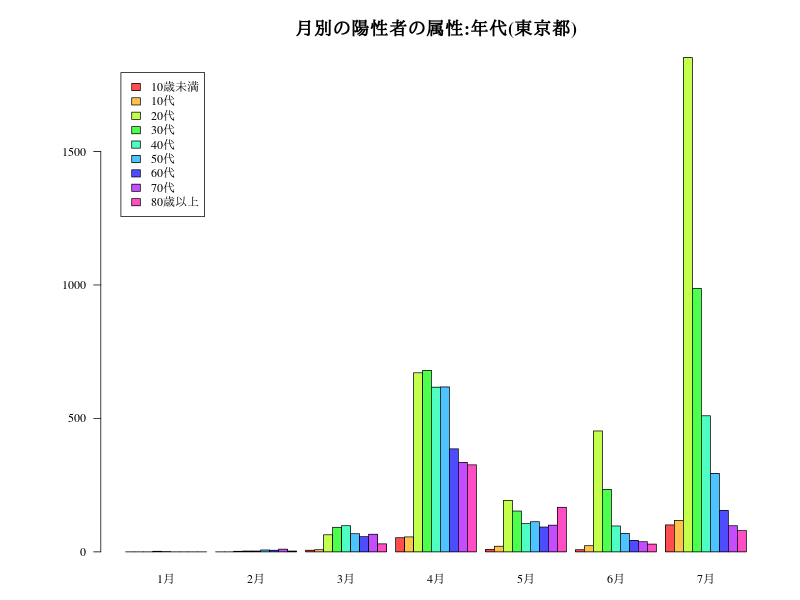 月別の陽性者の属性:年代(東京都)
10歳未満
10代
20代
30代
40代
50代
60代
70代
80歳以上
1500
1000
500
0
1月 2月 3月 4月 5月 6月 7月